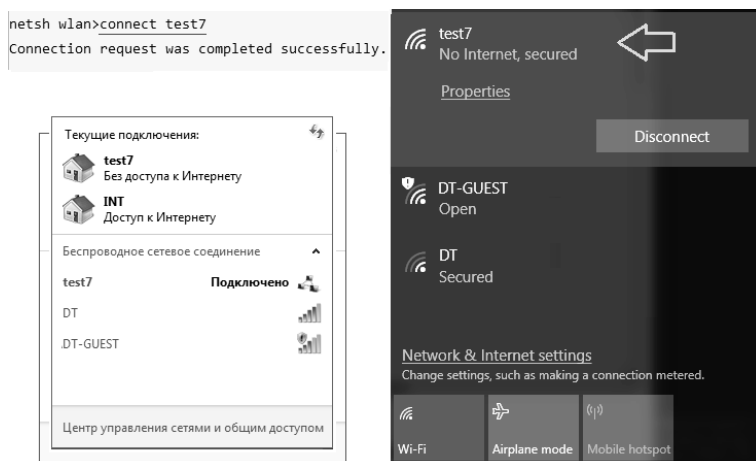 netsh wlan>connect test7
Connection request was completed successfully.
Текущие подключения:
test7
Без доступа к Интернету
INT
Доступ к Интернету
Беспроводное сетевое соединение
test7 Подключено
DT
.DT-GUEST
Центр управления сетями и общим доступом
test7
No Internet, secured
Properties
Disconnect
DT-GUEST
Open
DT
Secured
Network & Internet settings
Change settings, such as making a connection metered.
Wi-Fi Airplane mode Mobile hotspot